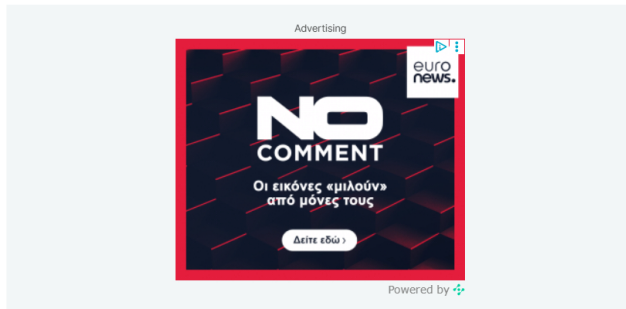 Advertising
euro
news.
NO
COMMENT
Οι εικόνες «μιλούν»
από μόνες τους
Δείτε εδώ ›
Powered by